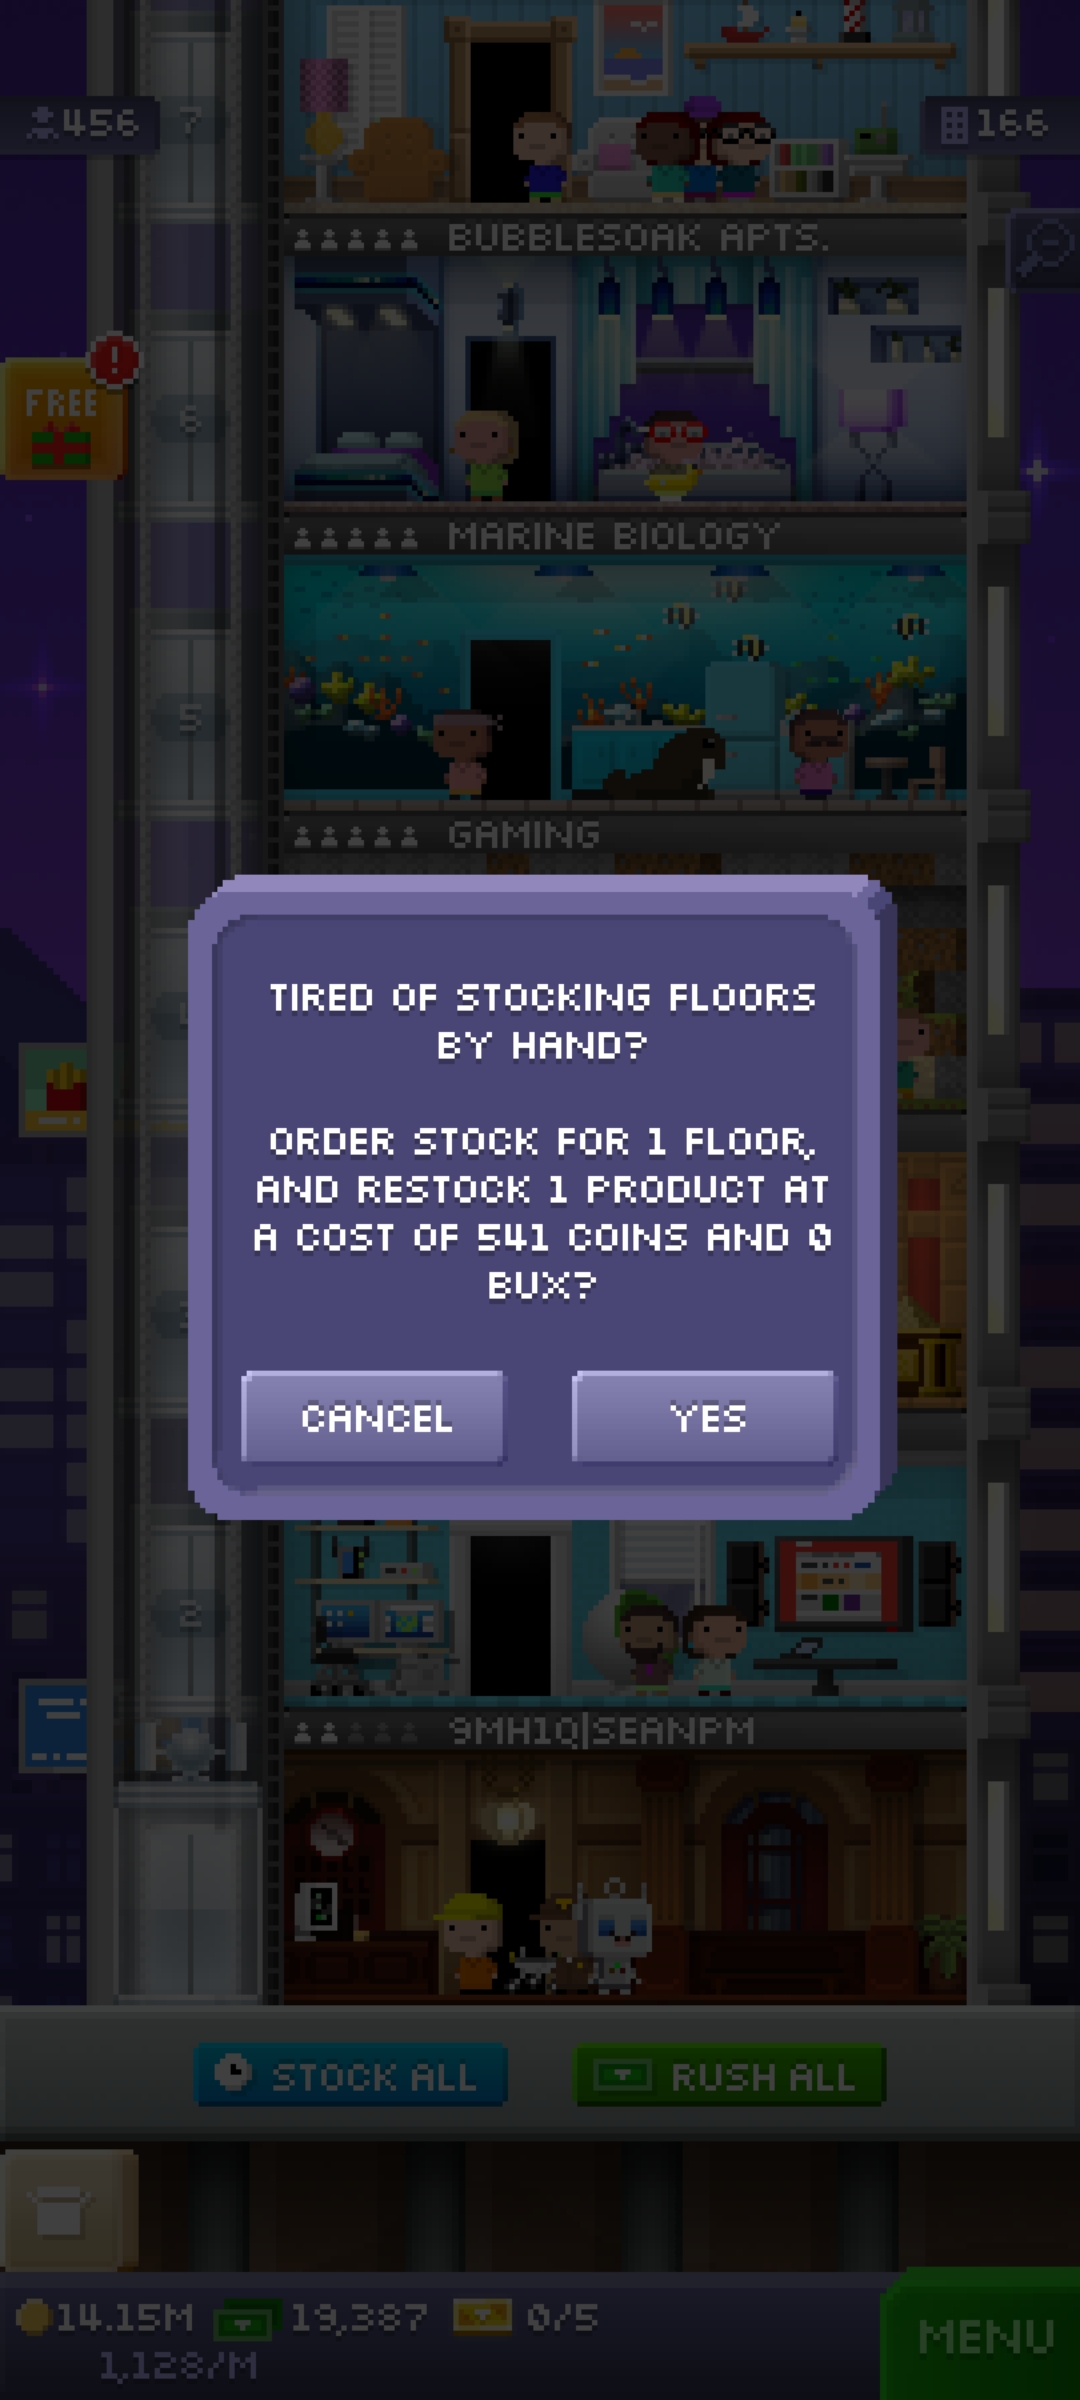 456
7
166
BUBBLESOAK APTS.
FREE
!
6
MARINE BIOLOGY
5
GAMING
TIRED OF STOCKING FLOORS
BY HAND?
ORDER STOCK FOR 1 FLOOR,
AND RESTOCK 1 PRODUCT AT
A COST OF 541 COINS AND 0
BUX?
CANCEL
YES
2
9MH1Q|SEANPM
STOCK ALL
RUSH ALL
14.15M
19,387
0/5
1,128/M
MENU